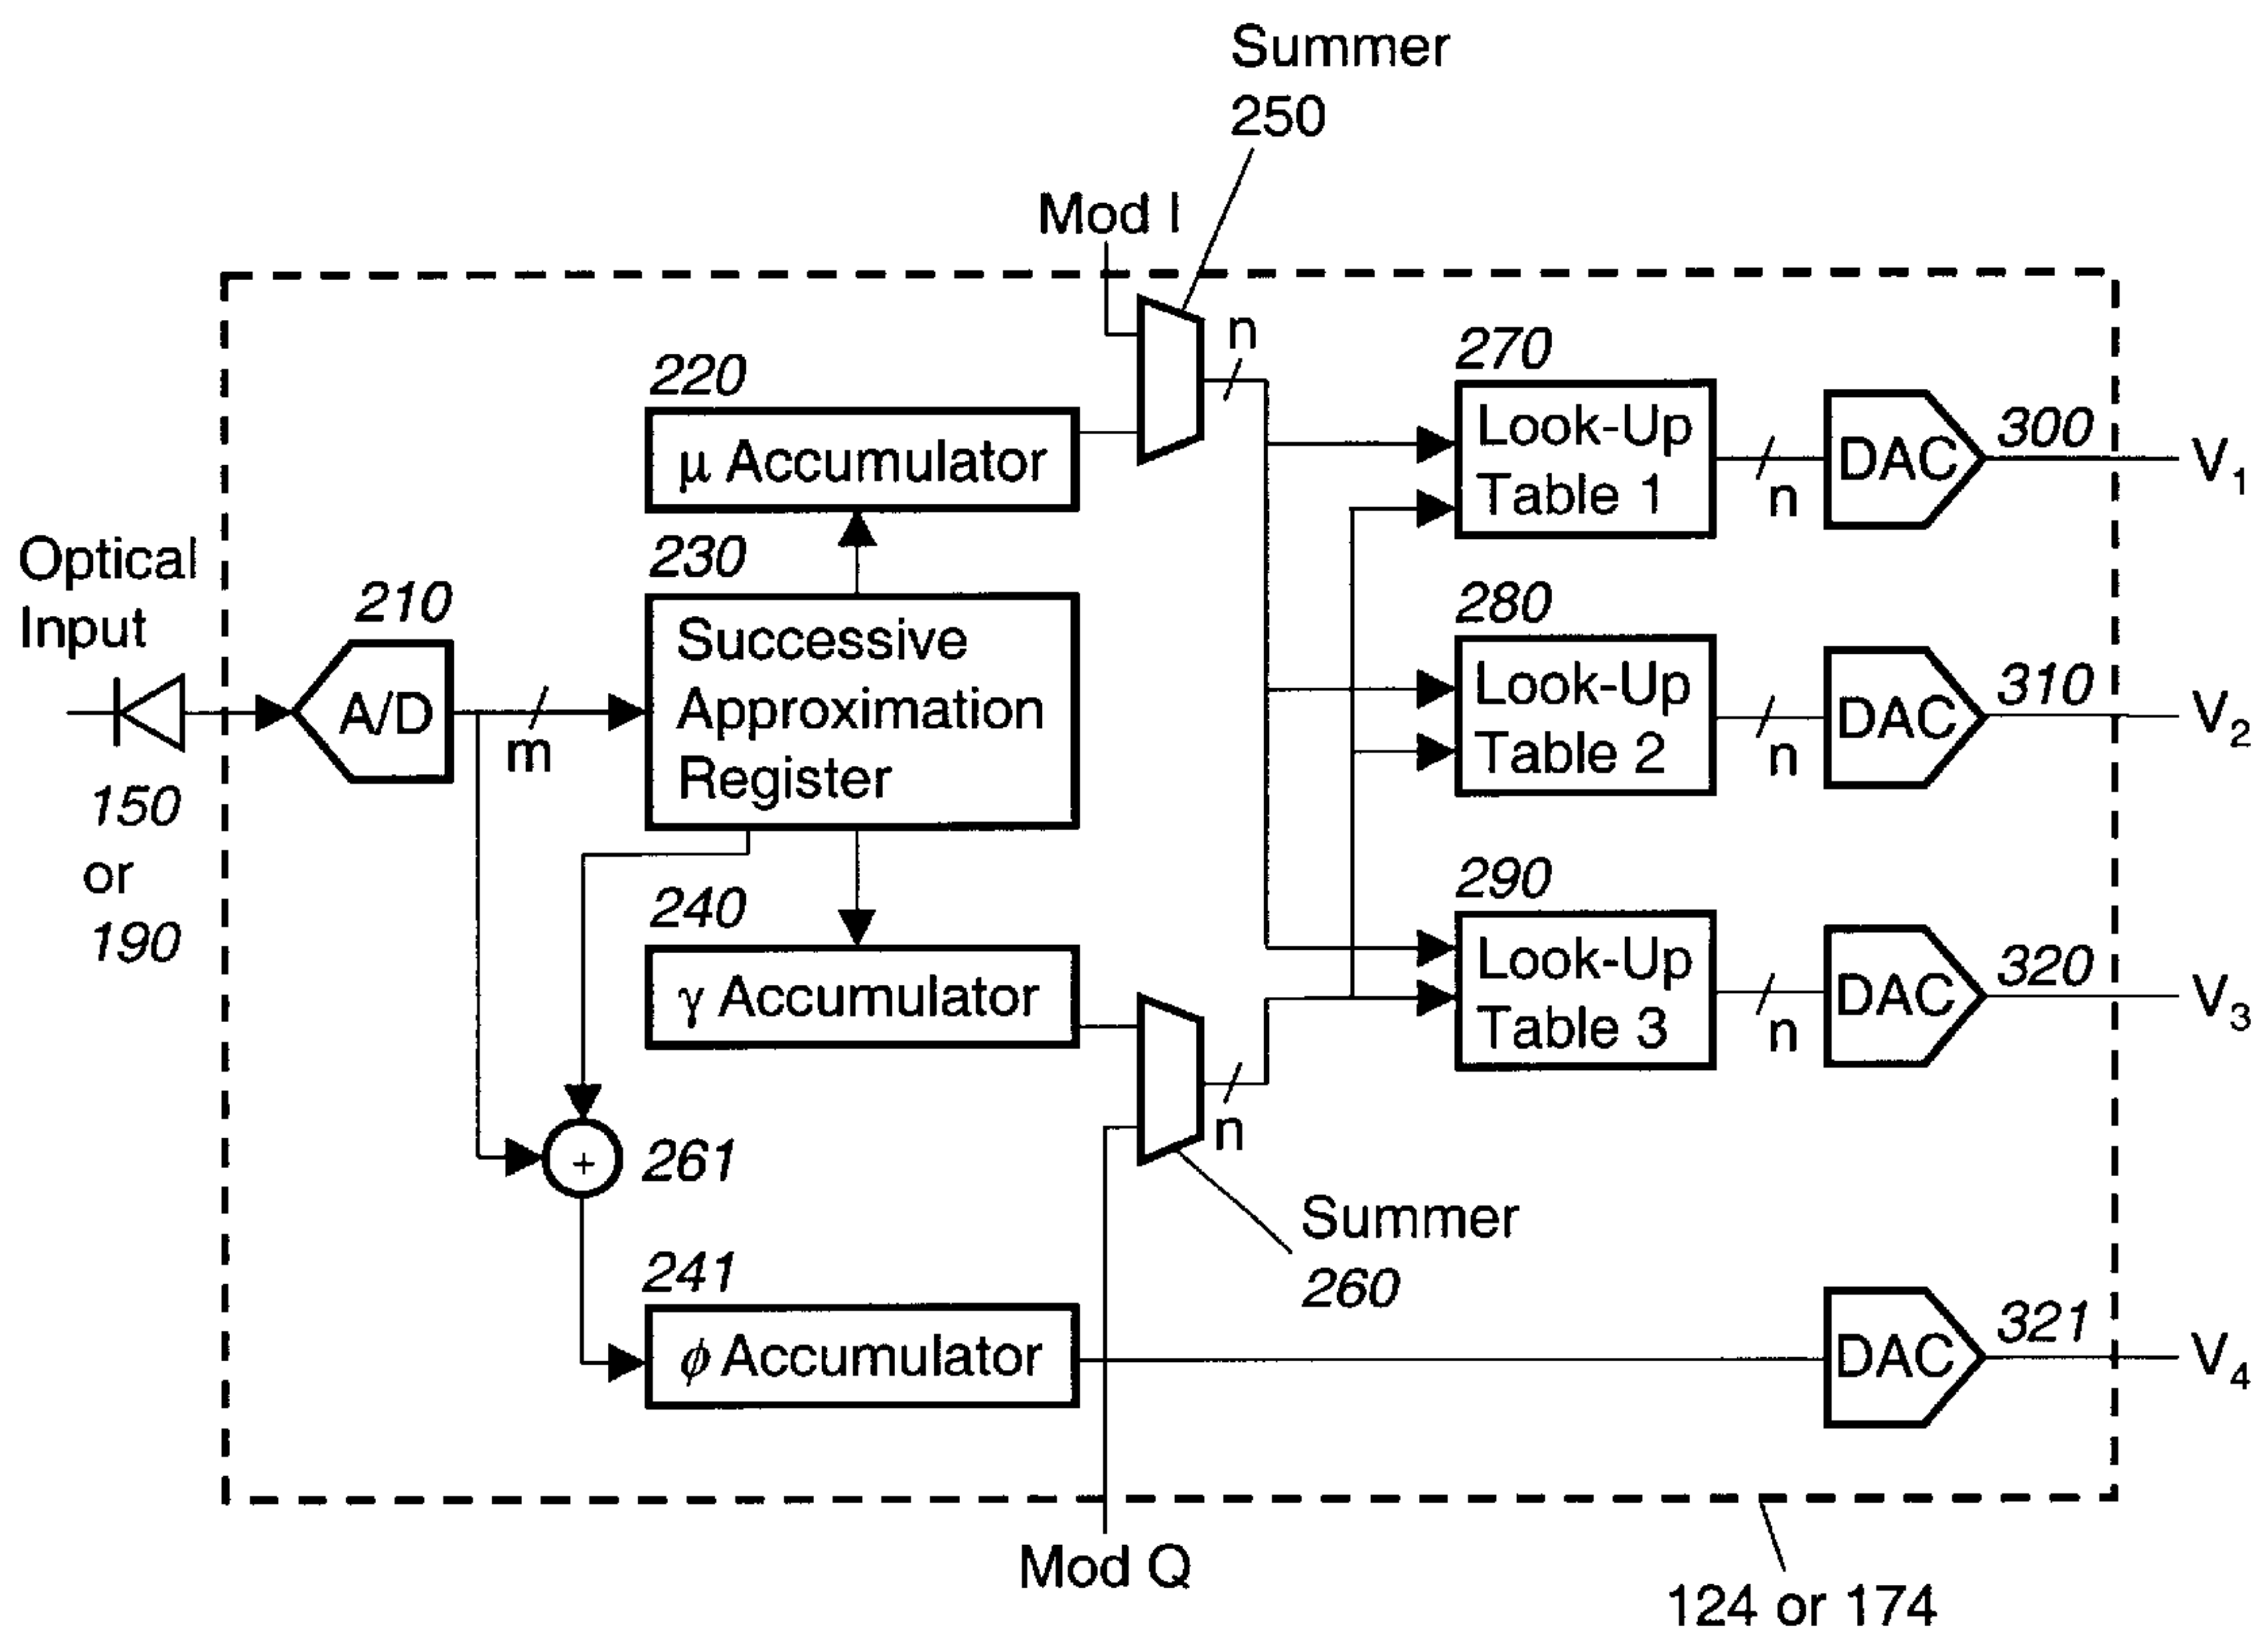 Summer
250
Mod I
n
220
μ Accumulator
270
Look-Up
Table 1
n
DAC
300
V1
Optical
Input
210
A/D
m
150
or
190
230
Successive
Approximation
Register
280
Look-Up
Table 2
n
DAC
310
V2
240
γ Accumulator
290
Look-Up
Table 3
n
DAC
320
V3
n
+
261
Summer
260
241
ϕ Accumulator
DAC
321
V4
Mod Q
124 or 174